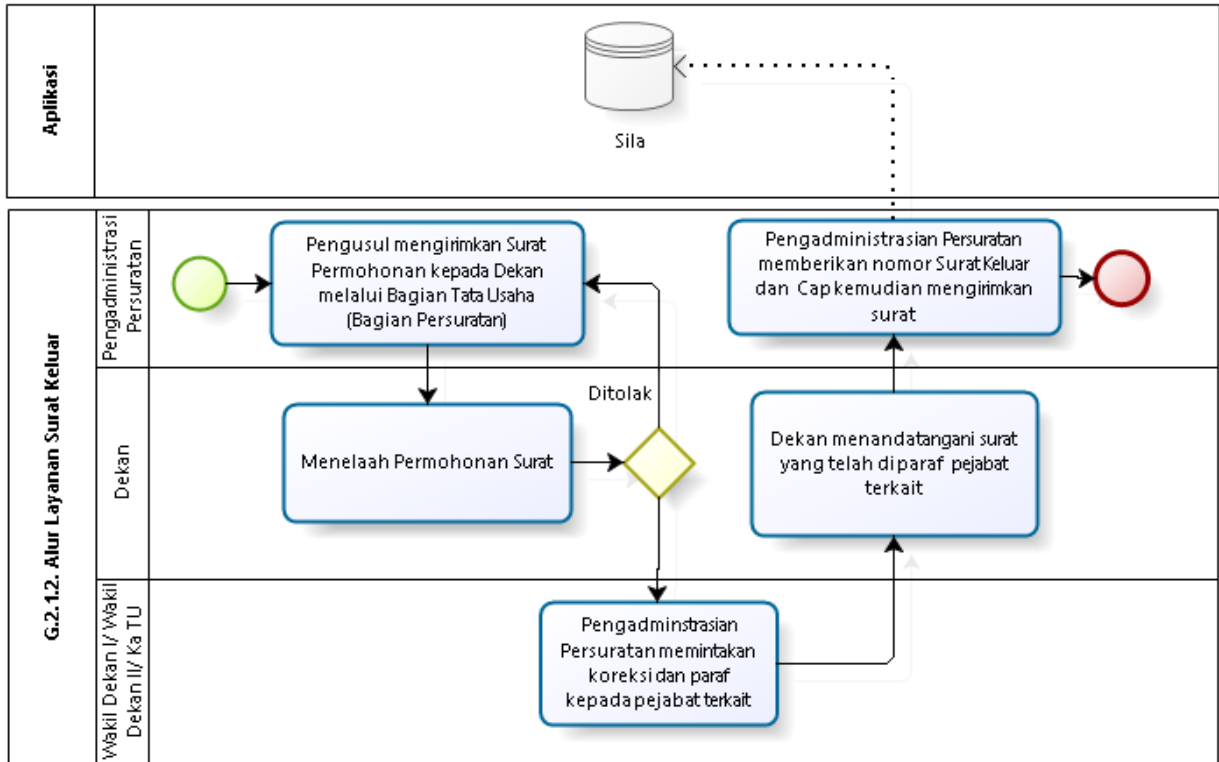 Aplikasi
Sila
G.2.1.2. Alur Layanan Surat Keluar
Pengadministrasi
Persuratan
Pengusul mengirimkan Surat
Permohonan kepada Dekan
melalui Bagian Tata Usaha
(Bagian Persuratan)
Pengadministrasian Persuratan
memberikan nomor Surat Keluar
dan Cap kemudian mengirimkan
surat
Dekan
Menelaah Permohonan Surat
Ditolak
Dekan menandatangani surat
yang telah diparaf pejabat
terkait
Wakil Dekan I/ Wakil
Dekan II/ Ka TU
Pengadminstrasian
Persuratan memintakan
koreksi dan paraf
kepada pejabat terkait